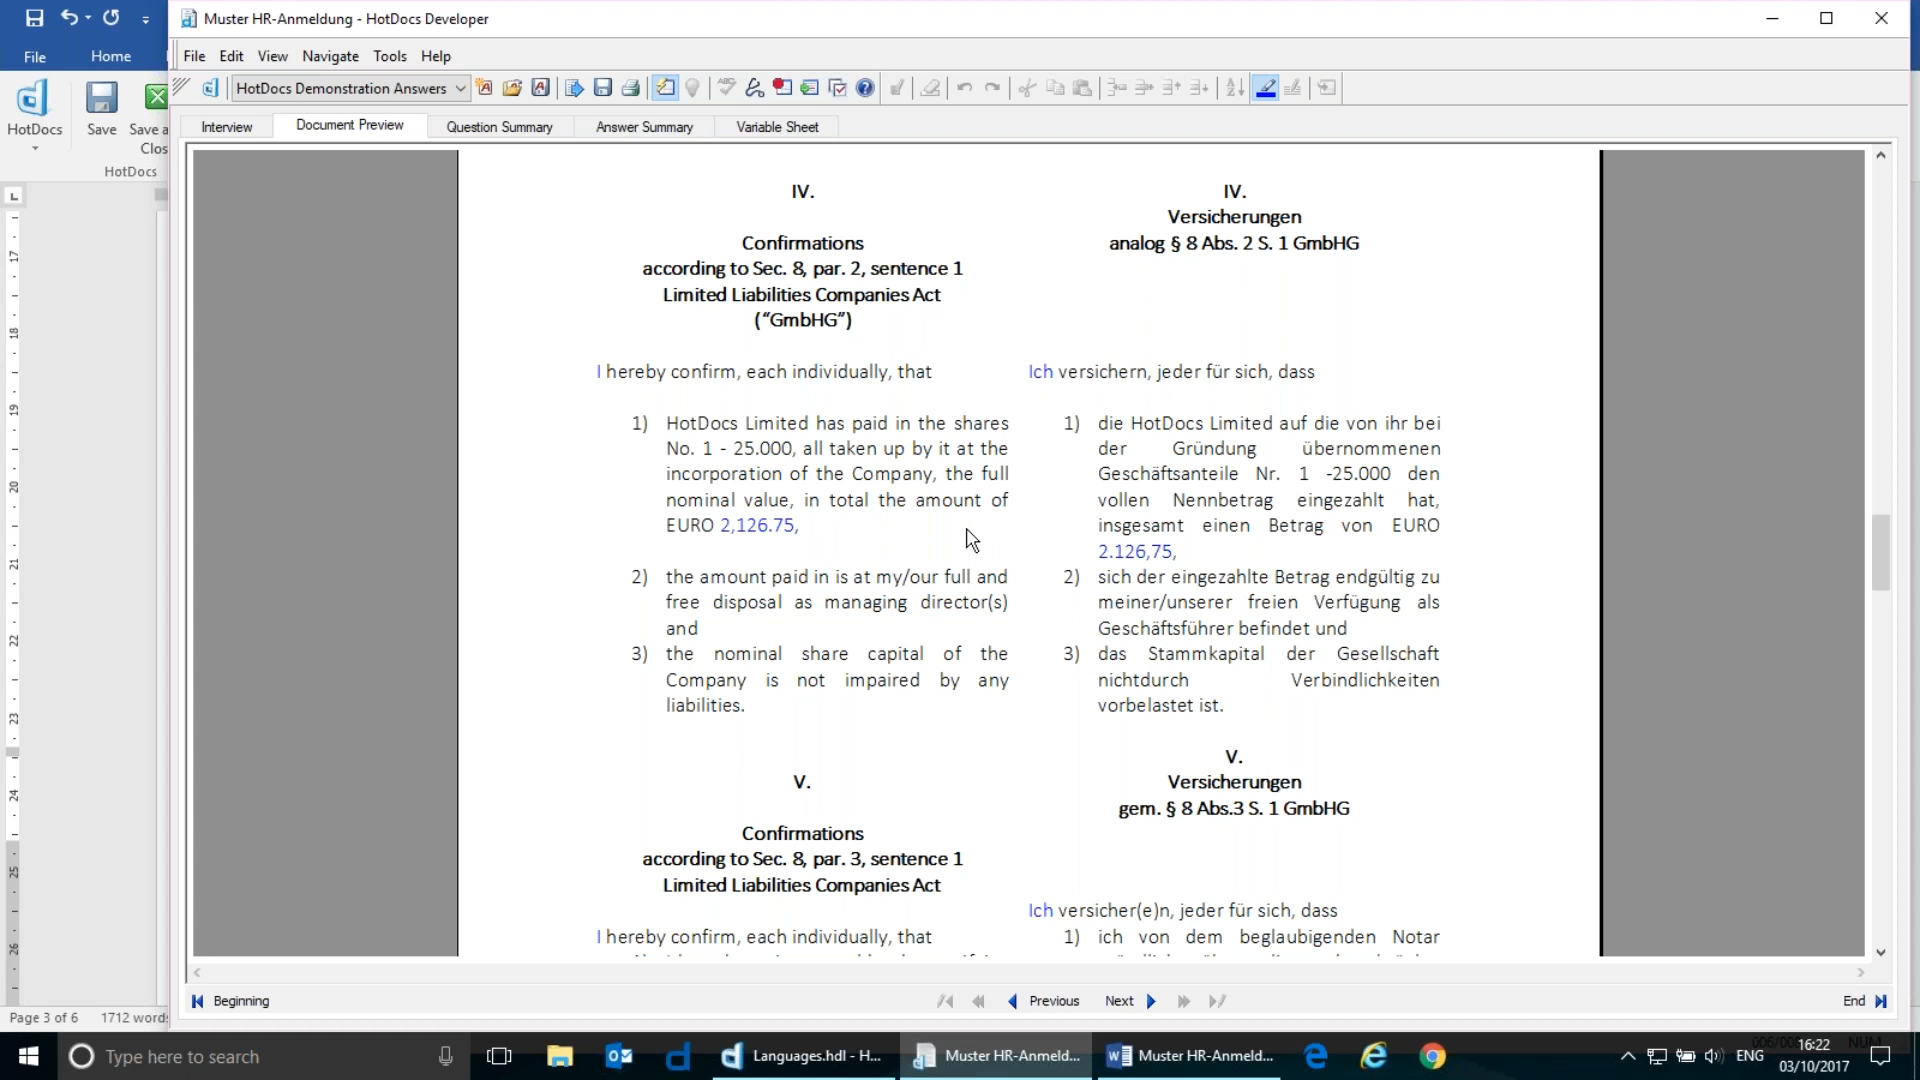 Muster HR-Anmeldung - HotDocs Developer
File
Home
File Edit View Navigate Tools Help
HotDocs Demonstration Answers
HotDocs
Save
Save a
Clos
HotDocs
Interview
Document Preview
Question Summary
Answer Summary
Variable Sheet
IV.
Confirmations
according to Sec. 8, par. 2, sentence 1
Limited Liabilities Companies Act
(“GmbHG”)
I hereby confirm, each individually, that
1) HotDocs Limited has paid in the shares
No. 1 - 25.000, all taken up by it at the
incorporation of the Company, the full
nominal value, in total the amount of
EURO 2,126.75,
2) the amount paid in is at my/our full and
free disposal as managing director(s)
and
3) the nominal share capital of the
Company is not impaired by any
liabilities.
V.
Confirmations
according to Sec. 8, par. 3, sentence 1
Limited Liabilities Companies Act
I hereby confirm, each individually, that
IV.
Versicherungen
analog § 8 Abs. 2 S. 1 GmbHG
Ich versichern, jeder für sich, dass
1) die HotDocs Limited auf die von ihr bei
der Gründung übernommenen
Geschäftsanteile Nr. 1 -25.000 den
vollen Nennbetrag eingezahlt hat,
insgesamt einen Betrag von EURO
2.126,75,
2) sich der eingezahlte Betrag endgültig zu
meiner/unserer freien Verfügung als
Geschäftsführer befindet und
3) das Stammkapital der Gesellschaft
nichtdurch Verbindlichkeiten
vorbelastet ist.
V.
Versicherungen
gem. § 8 Abs.3 S. 1 GmbHG
Ich versicher(e)n, jeder für sich, dass
1) ich von dem beglaubigenden Notar
17
18
19
20
21
22
23
24
25
26
Beginning
Previous
Next
End
Page 3 of 6
1712 words
Type here to search
Languages.hdl - H...
Muster HR-Anmeld...
Muster HR-Anmeld...
ENG
16:22
03/10/2017